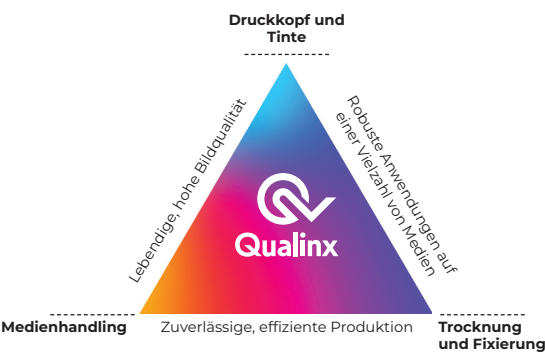 Druckkopf und
Tinte
Lebendige, hohe Bildqualität
Robuste Anwendungen auf
einer Vielzahl von Medien
Qualinx
Medienhandling
Zuverlässige, effiziente Produktion
Trocknung
und Fixierung